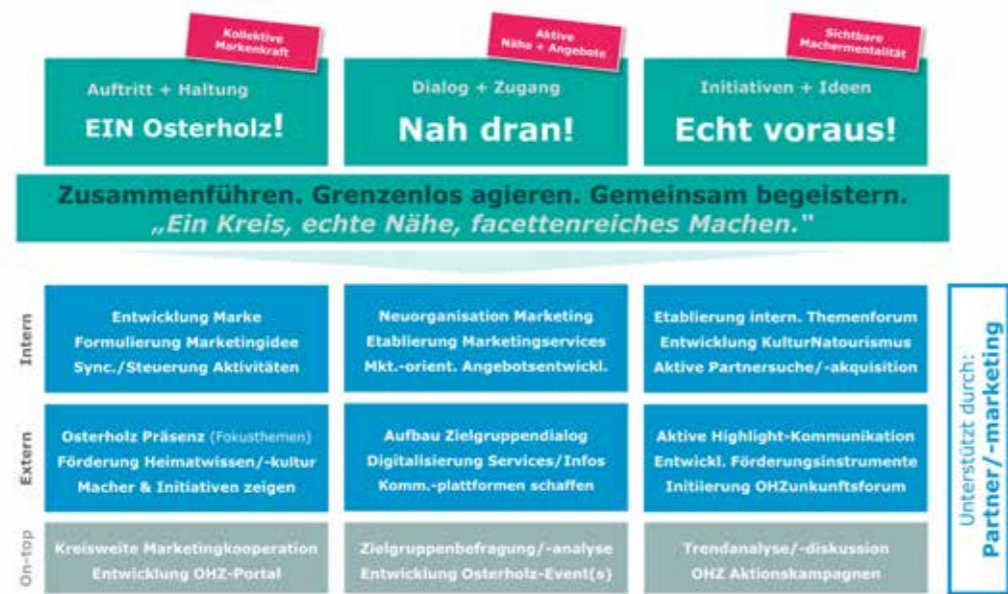 Kollektive
Markenkraft
Auftritt + Haltung
EIN Osterholz!
Aktive
Nähe + Angebote
Dialog + Zugang
Nah dran!
Sichtbare
Machermentalität
Initiativen + Ideen
Echt voraus!
Zusammenführen. Grenzenlos agieren. Gemeinsam begeistern.
„Ein Kreis, echte Nähe, facettenreiches Machen."
Intern
Entwicklung Marke
Formulierung Marketingidee
Sync./Steuerung Aktivitäten
Neuorganisation Marketing
Etablierung Marketingservices
Mkt.-orient. Angebotsentwickl.
Etablierung intern. Themenforum
Entwicklung KulturNatourismus
Aktive Partnersuche/-akquisition
Extern
Osterholz Präsenz (Fokusthemen)
Förderung Heimatwissen/-kultur
Macher & Initiativen zeigen
Aufbau Zielgruppendialog
Digitalisierung Services/Infos
Komm.-plattformen schaffen
Aktive Highlight-Kommunikation
Entwickl. Förderungsinstrumente
Initiierung OHZunkunftsforum
On-top
Kreisweite Marketingkooperation
Entwicklung OHZ-Portal
Zielgruppenbefragung/-analyse
Entwicklung Osterholz-Event(s)
Trendanalyse/-diskussion
OHZ Aktionskampagnen
Unterstützt durch:
Partner/-marketing